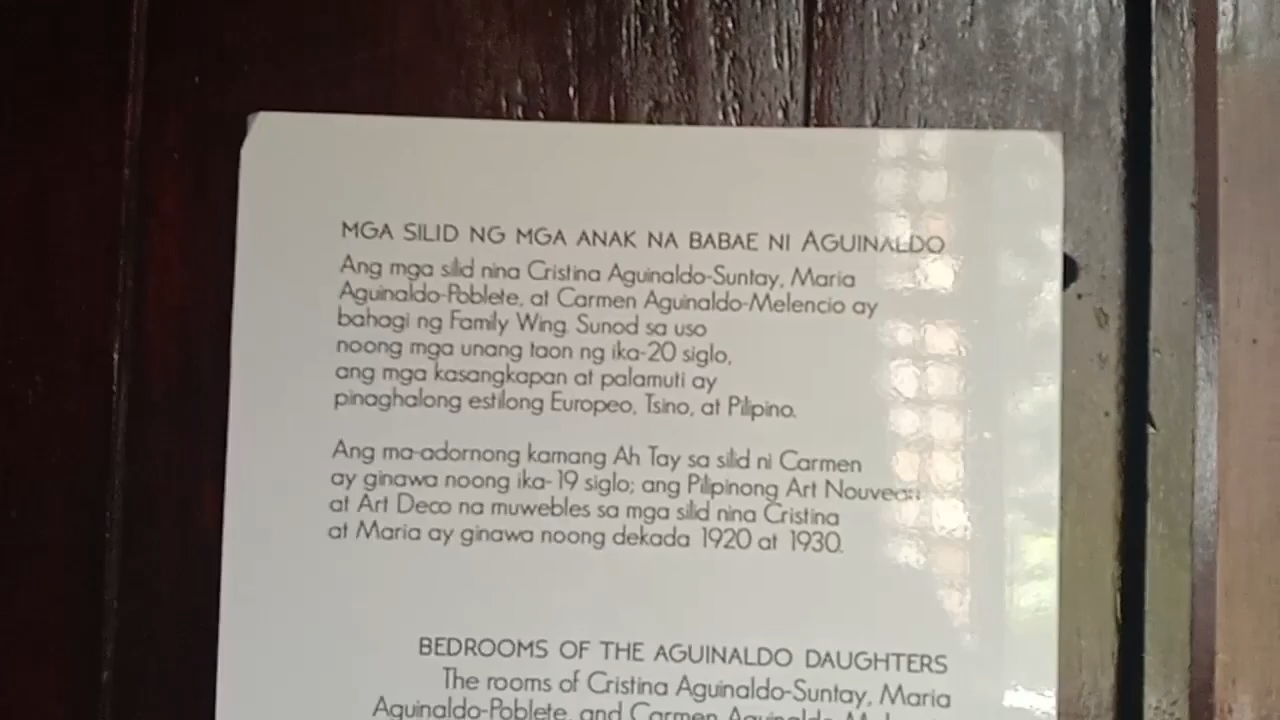 MGA SILID NG MGA ANAK NA BABAE NI AGUINALDO
Ang mga silid nina Cristina Aguinaldo-Suntay, Maria
Aguinaldo-Poblete, at Carmen Aguinaldo-Melencio ay
bahagi ng Family Wing. Sunod sa uso
noong mga unang taon ng ika-20 siglo,
ang mga kasangkapan at palamuti ay
pinaghalong estilong Europeo, Tsino, at Pilipino.
Ang ma-adornong kamang Ah Tay sa silid ni Carmen
ay ginawa noong ika-19 siglo; ang Pilipinong Art Nouveau
at Art Deco na muwebles sa mga silid nina Cristina
at Maria ay ginawa noong dekada 1920 at 1930.
BEDROOMS OF THE AGUINALDO DAUGHTERS
The rooms of Cristina Aguinaldo-Suntay, Maria
Aguinaldo-Poblete, and Carmen